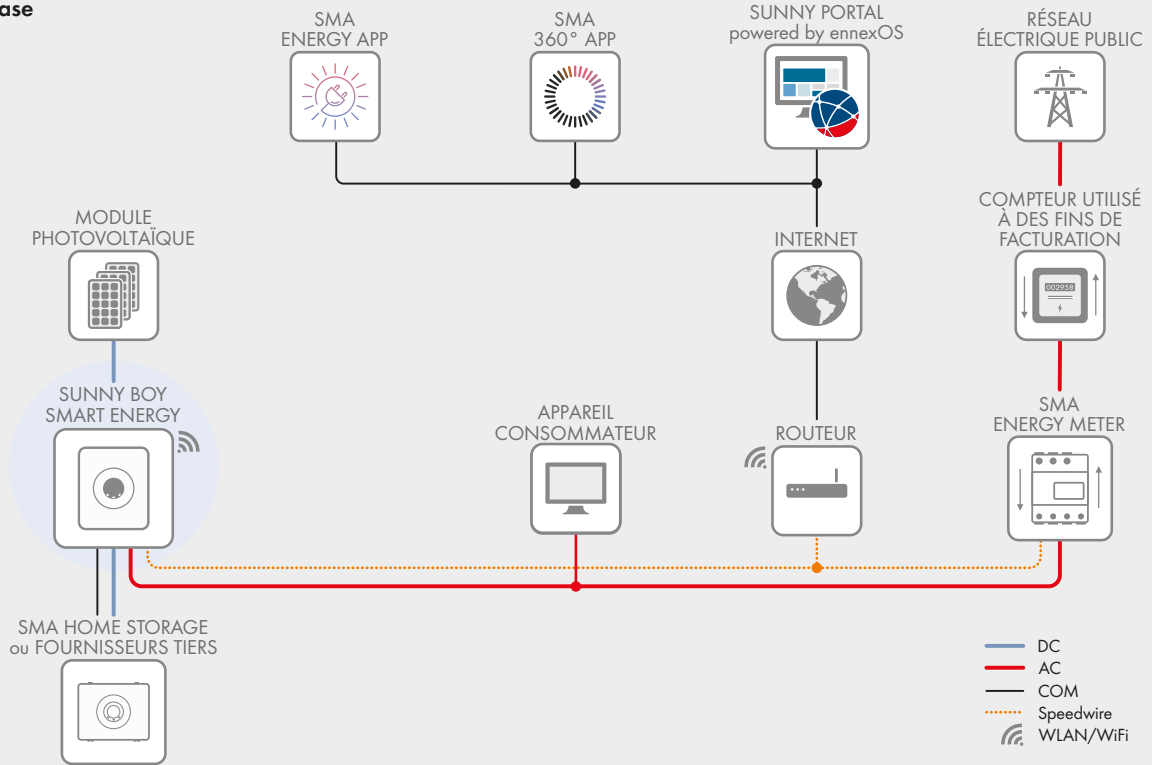 SMA
ENERGY APP
SMA
360° APP
SUNNY PORTAL
powered by ennexOS
RÉSEAU
ÉLECTRIQUE PUBLIC
MODULE
PHOTOVOLTAÏQUE
INTERNET
COMPTEUR UTILISÉ
À DES FINS DE
FACTURATION
002958
SUNNY BOY
SMART ENERGY
APPAREIL
CONSOMMATEUR
ROUTEUR
SMA
ENERGY METER
SMA HOME STORAGE
ou FOURNISSEURS TIERS
DC
AC
COM
Speedwire
WLAN/WiFi